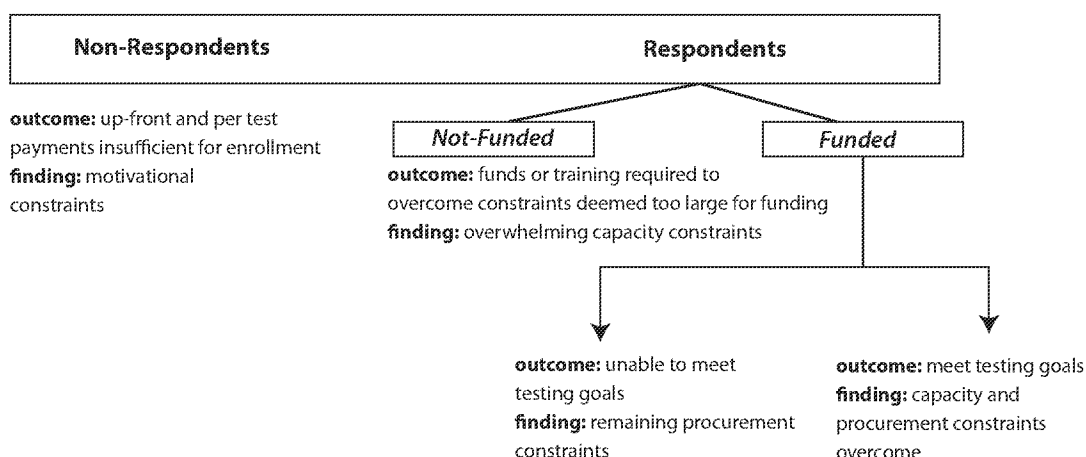 Non-Respondents
Respondents
outcome: up-front and per test
payments insufficient for enrollment
finding: motivational
constraints
Not-Funded
Funded
outcome: funds or training required to
overcome constraints deemed too large for funding
finding: overwhelming capacity constraints
outcome: unable to meet
testing goals
finding: remaining procurement
constraints
outcome: meet testing goals
finding: capacity and
procurement constraints
overcome